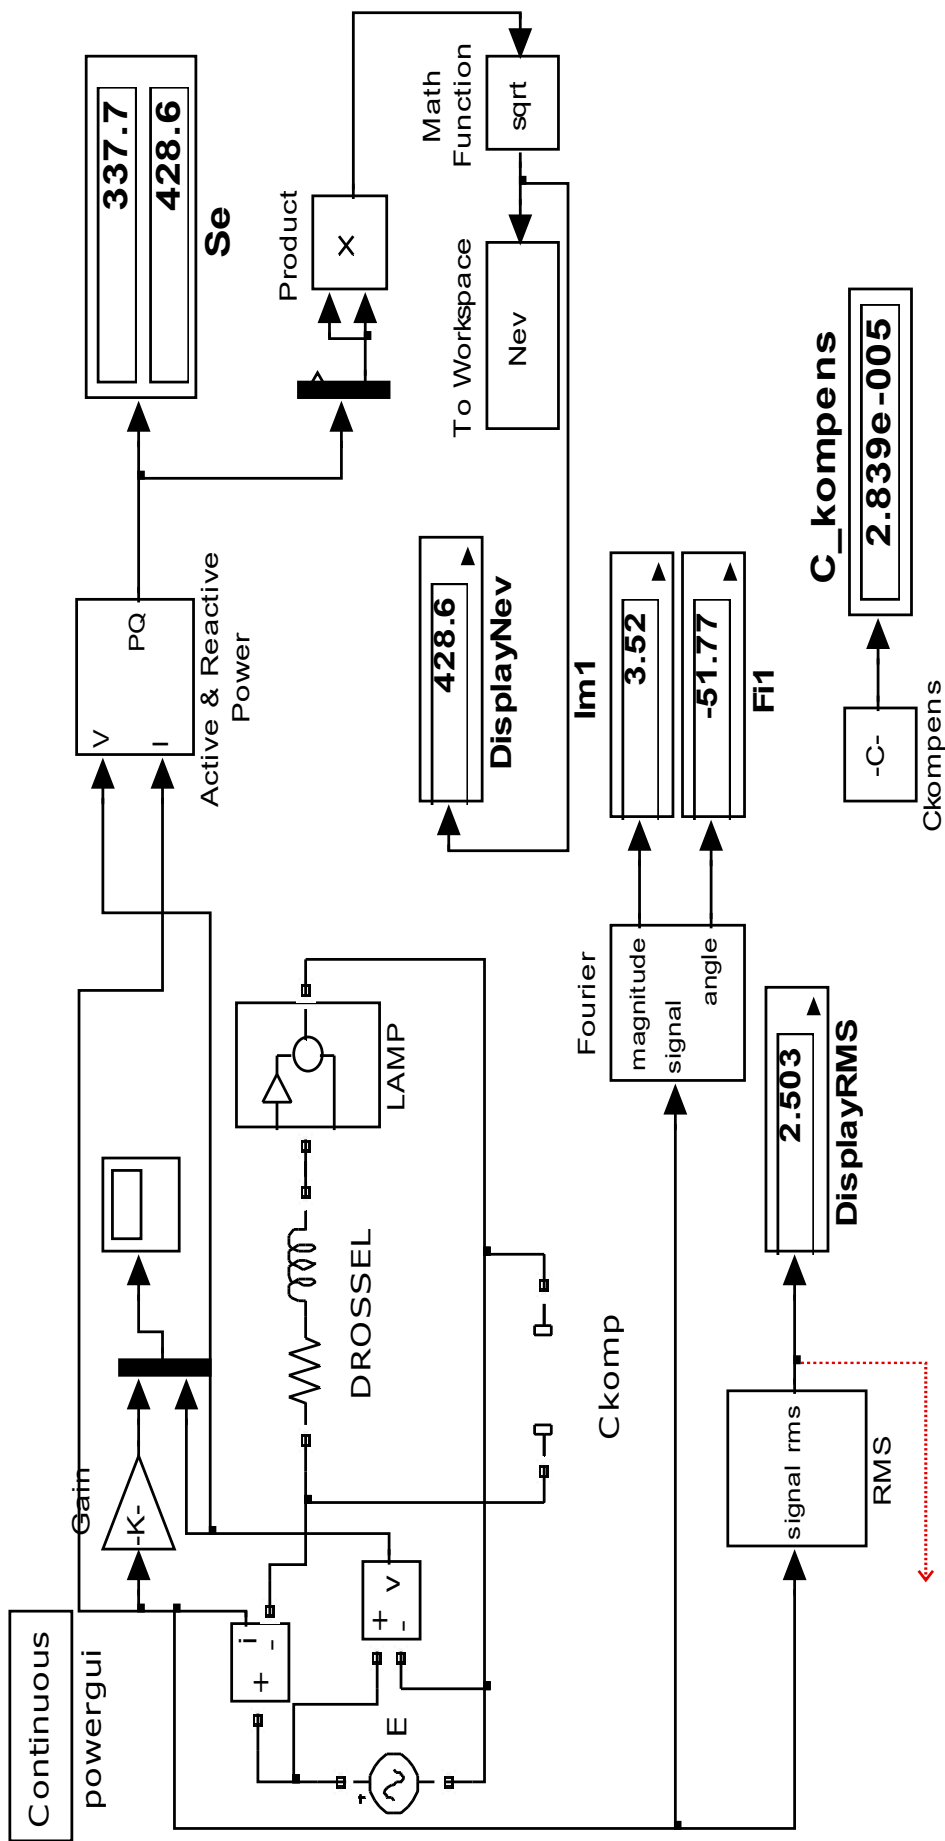 Continuous
powergui
Gain
-K-
+
i
-
+
v
-
E
DROSSEL
LAMP
Ckomp
V
I
PQ
Active & Reactive
Power
337.7
428.6
Se
Product
X
Math
Function
sqrt
To Workspace
Nev
428.6
DisplayNev
Fourier
magnitude
signal
angle
Im1
3.52
-51.77
Fi1
signal rms
RMS
2.503
DisplayRMS
-C-
Ckompens
C_kompens
2.839e-005